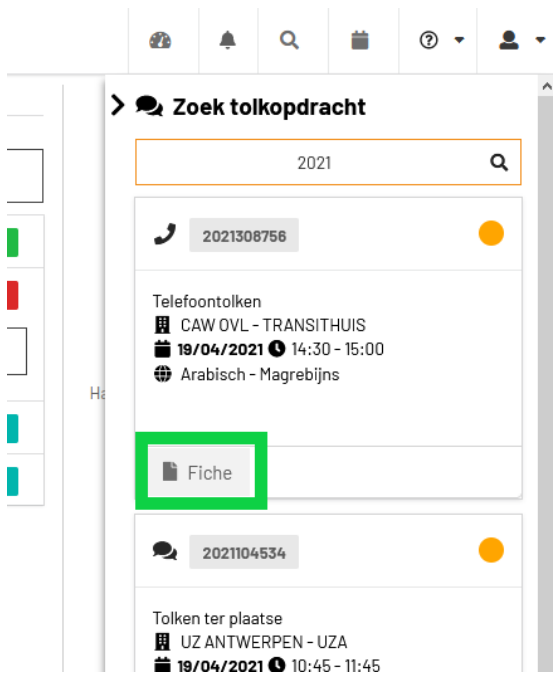 Zoek tolkopdracht
2021
2021308756
Telefoontolken
CAW OVL - TRANSITHUIS
19/04/2021 14:30 - 15:00
Arabisch - Magrebijns
Ha
Fiche
2021104534
Tolken ter plaatse
UZ ANTWERPEN - UZA
19/04/2021 10:45 - 11:45